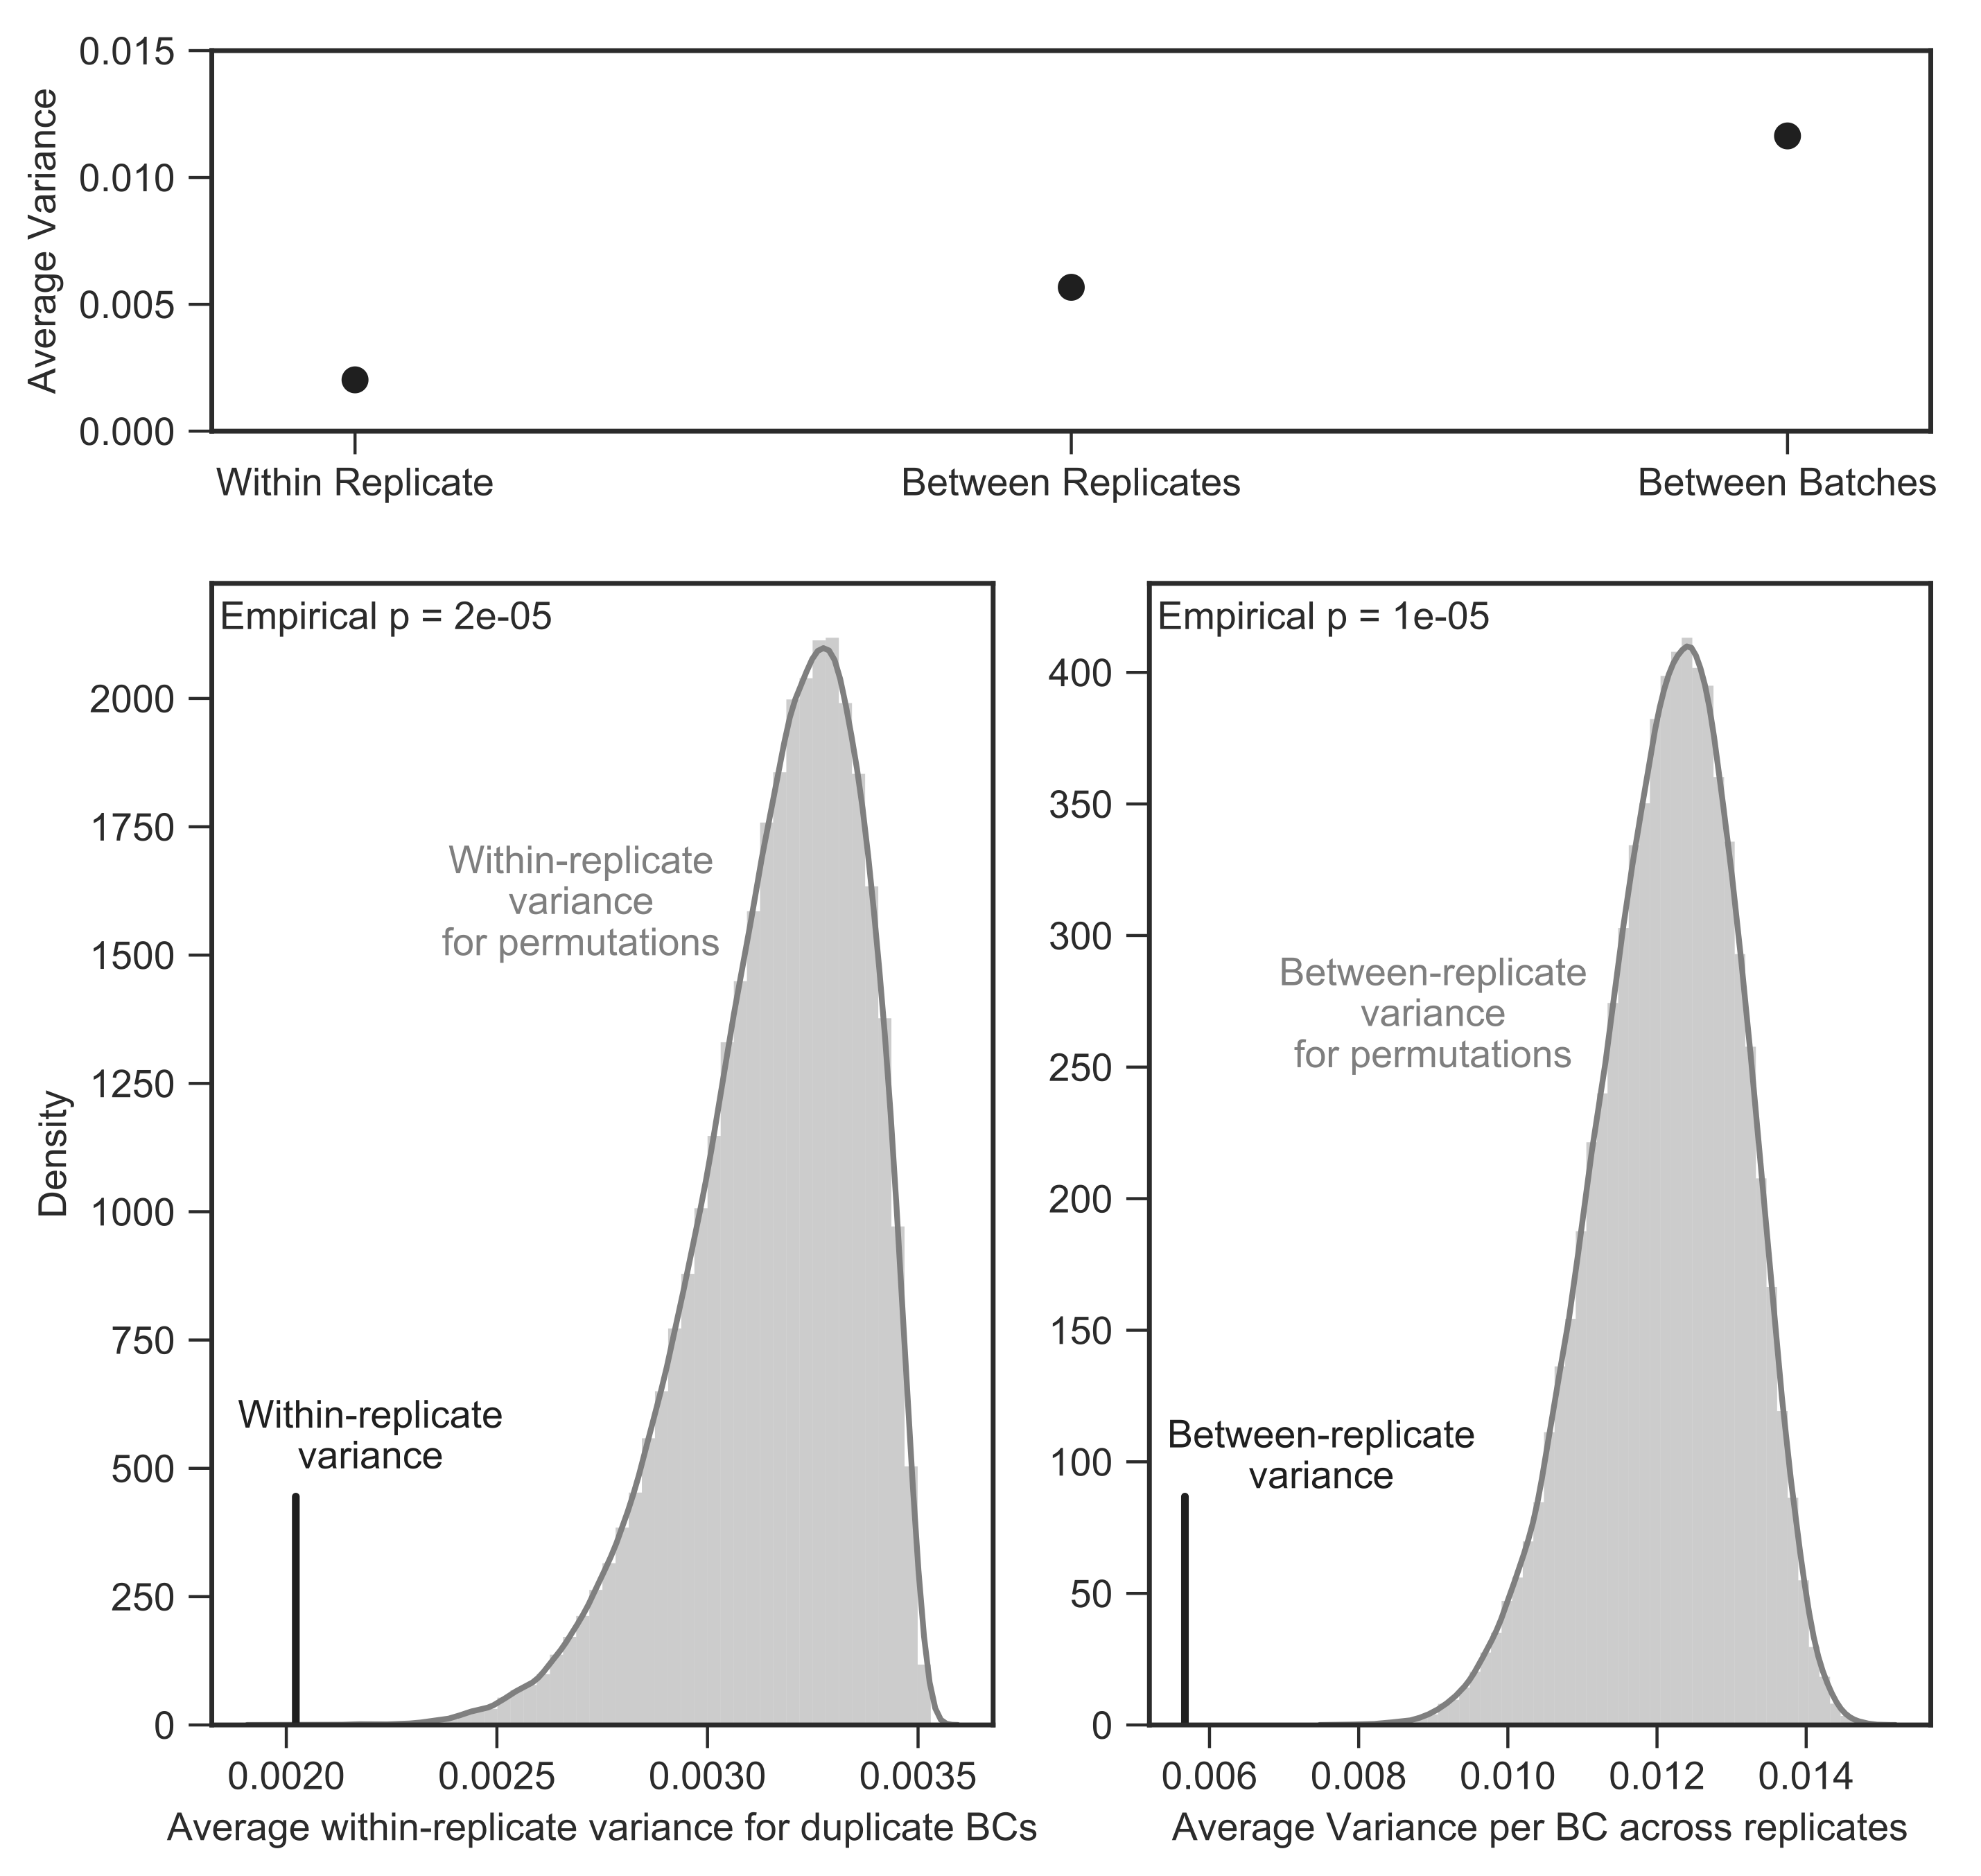 Average Variance
0.015
0.010
0.005
0.000
Within Replicate
Between Replicates
Between Batches
Density
Empirical p = 2e-05
2000
1750
1500
1250
1000
750
500
250
0
Within-replicate
variance
for permutations
Within-replicate
variance
0.0020
0.0025
0.0030
0.0035
Average within-replicate variance for duplicate BCs
Empirical p = 1e-05
400
350
300
250
200
150
100
50
0
Between-replicate
variance
for permutations
Between-replicate
variance
0.006
0.008
0.010
0.012
0.014
Average Variance per BC across replicates